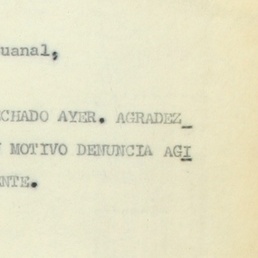 uanal,
CHADO AYER. AGRADEZ_
MOTIVO DENUNCIA AGI
NTE.